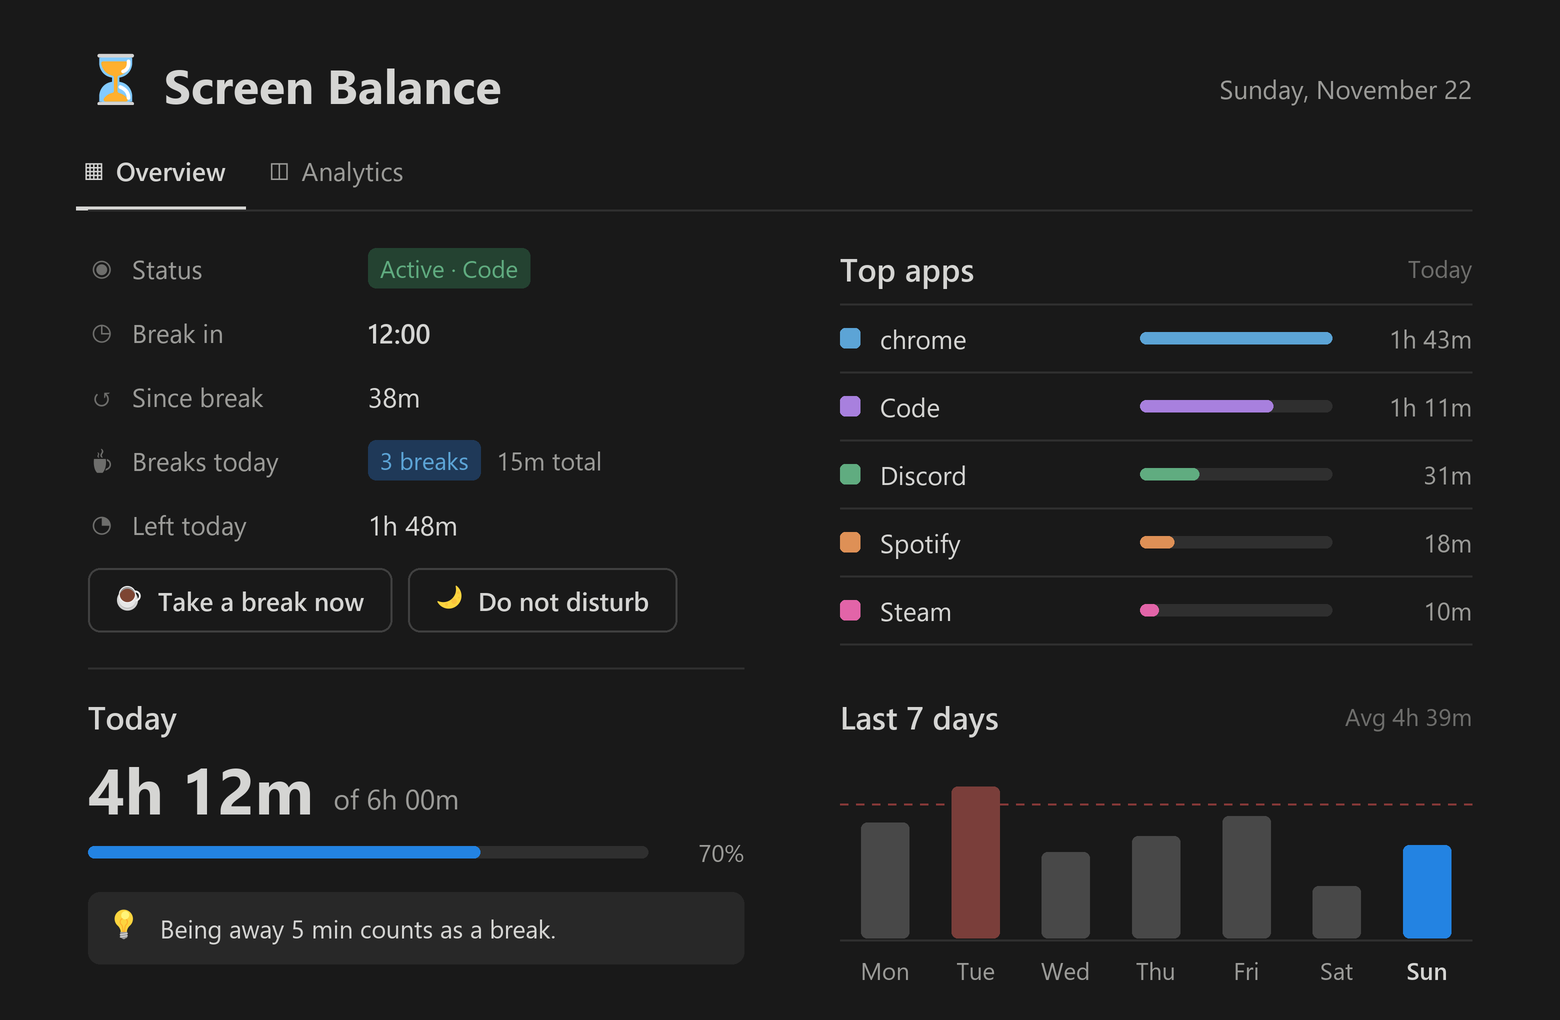 Screen Balance
Sunday, November 22
Overview
Analytics
Status
Active · Code
Break in
12:00
Since break
38m
Breaks today
3 breaks
15m total
Left today
1h 48m
Take a break now
Do not disturb
Top apps
Today
chrome
1h 43m
Code
1h 11m
Discord
31m
Spotify
18m
Steam
10m
Today
4h 12m of 6h 00m
70%
Being away 5 min counts as a break.
Last 7 days
Avg 4h 39m
Mon Tue Wed Thu Fri Sat Sun